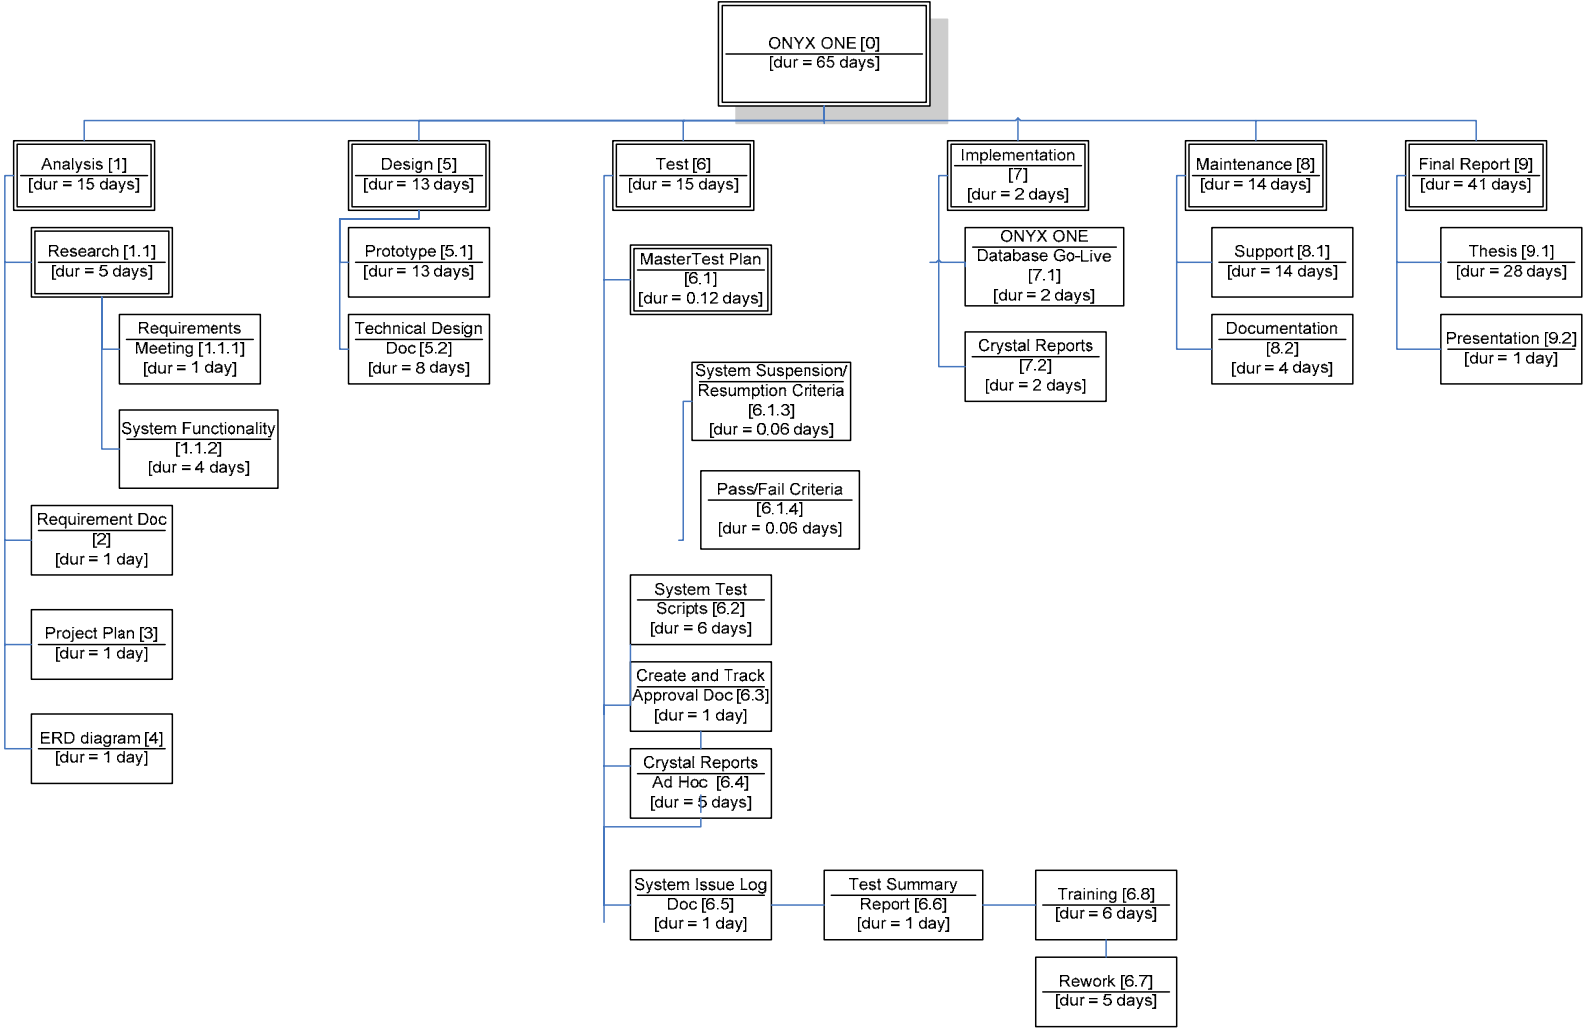 ONYX ONE [0]
[dur = 65 days]
Analysis [1]
[dur = 15 days]
Research [1.1]
[dur = 5 days]
Requirements
Meeting [1.1.1]
[dur = 1 day]
System Functionality
[1.1.2]
[dur = 4 days]
Requirement Doc
[2]
[dur = 1 day]
Project Plan [3]
[dur = 1 day]
ERD diagram [4]
[dur = 1 day]
Design [5]
[dur = 13 days]
Prototype [5.1]
[dur = 13 days]
Technical Design
Doc [5.2]
[dur = 8 days]
Test [6]
[dur = 15 days]
MasterTest Plan
[6.1]
[dur = 0.12 days]
System Suspension/
Resumption Criteria
[6.1.3]
[dur = 0.06 days]
Pass/Fail Criteria
[6.1.4]
[dur = 0.06 days]
System Test
Scripts [6.2]
[dur = 6 days]
Create and Track
Approval Doc [6.3]
[dur = 1 day]
Crystal Reports
Ad Hoc [6.4]
[dur = 5 days]
System Issue Log
Doc [6.5]
[dur = 1 day]
Test Summary
Report [6.6]
[dur = 1 day]
Training [6.8]
[dur = 6 days]
Rework [6.7]
[dur = 5 days]
Implementation
[7]
[dur = 2 days]
ONYX ONE
Database Go-Live
[7.1]
[dur = 2 days]
Crystal Reports
[7.2]
[dur = 2 days]
Maintenance [8]
[dur = 14 days]
Support [8.1]
[dur = 14 days]
Documentation
[8.2]
[dur = 4 days]
Final Report [9]
[dur = 41 days]
Thesis [9.1]
[dur = 28 days]
Presentation [9.2]
[dur = 1 day]